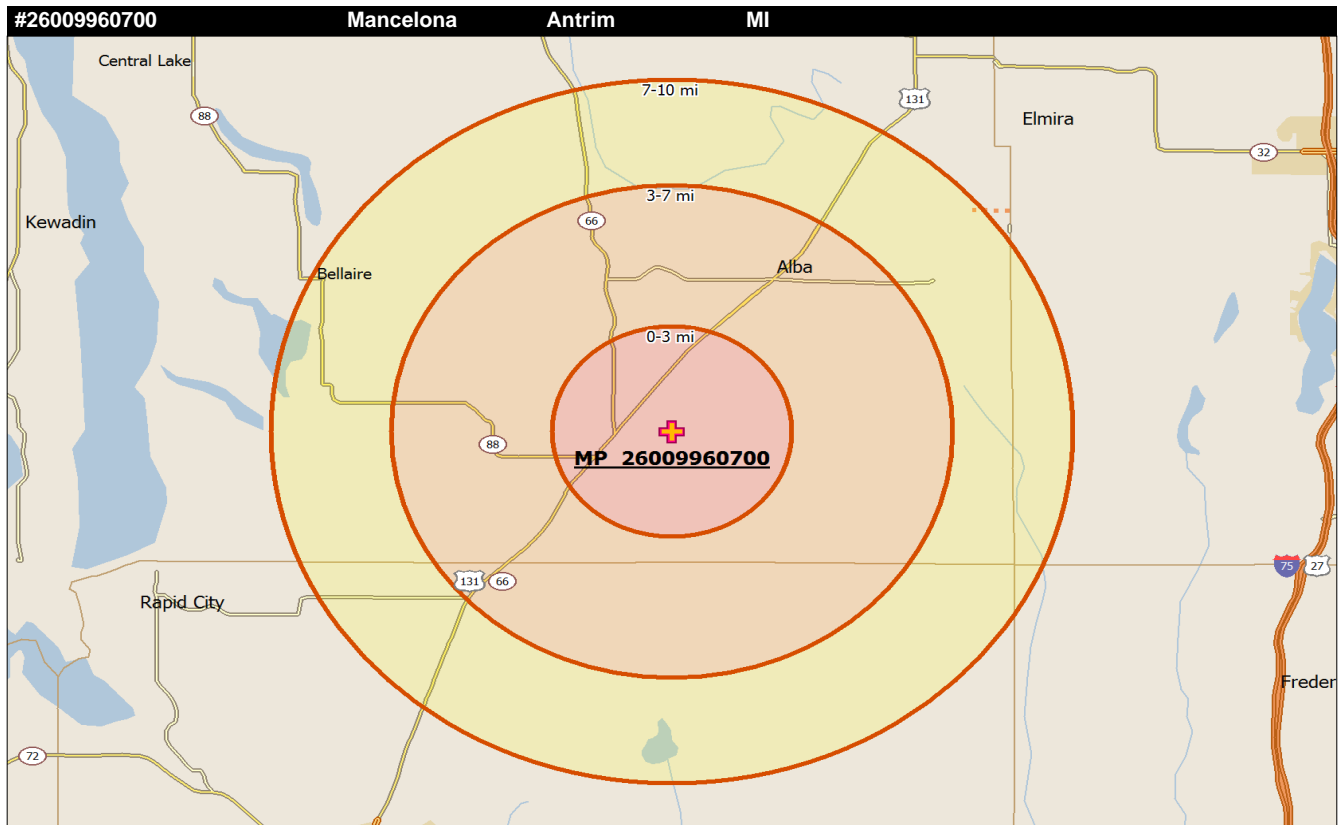 #26009960700 Mancelona Antrim MI
Central Lake
7-10 mi
131
88
Elmira
32
3-7 mi
Kewadin
66
Alba
Bellaire
0-3 mi
88
MP 26009960700
75 27
131 66
Rapid City
Freder
72